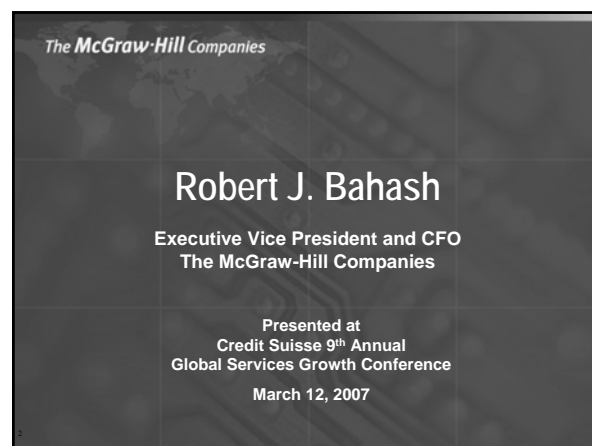 The McGraw·Hill Companies
Robert J. Bahash
Executive Vice President and CFO
The McGraw-Hill Companies
Presented at
Credit Suisse 9th Annual
Global Services Growth Conference
March 12, 2007
2